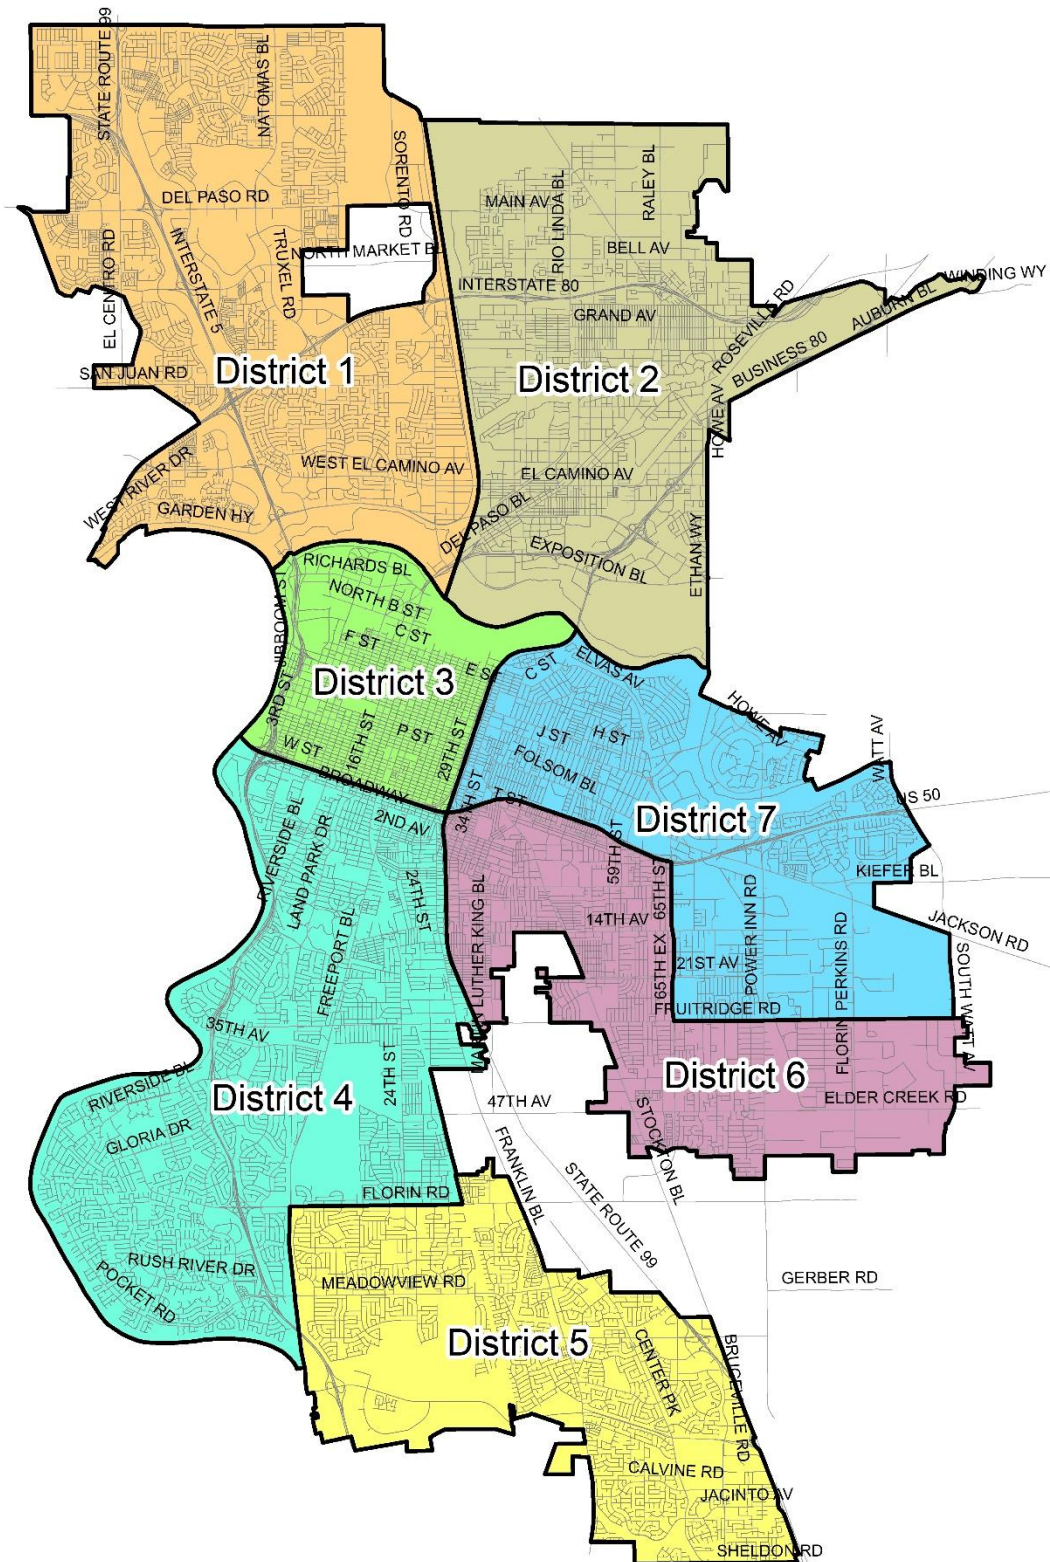 STATE ROUTE 99
NATOMAS BL
SORENTO RD
DEL PASO RD
MAIN AV
RIO LINDA BL
RALEY BL
BELL AV
EL CENTRO RD
INTERSTATE 5
TRUXEL RD
NORTH MARKET BL
INTERSTATE 80
GRAND AV
ROSEVILLE RD
AUBURN BL
WINDING WY
BUSINESS 80
SAN JUAN RD
District 1
District 2
HOWE AV
WEST RIVER DR
WEST EL CAMINO AV
EL CAMINO AV
GARDEN HY
DEL PASO BL
EXPOSITION BL
ETHAN WY
RICHARDS BL
NORTH B ST
JIBBOOM ST
C ST
F ST
E ST
C ST
ELVAS AV
District 3
3RD ST
HOWE AV
W ST
16TH ST
P ST
29TH ST
J ST
H ST
WATT AV
FOLSOM BL
BROADWAY
2ND AV
34TH ST
T ST
District 7
US 50
RIVERSIDE BL
LAND PARK DR
24TH ST
59TH ST
65TH ST
KIEFER BL
FREEPORT BL
MARTIN LUTHER KING BL
14TH AV
65TH EX
POWER INN RD
JACKSON RD
21ST AV
FLORIN PERKINS RD
SOUTH WATT AV
35TH AV
FRUITRIDGE RD
RIVERSIDE BL
District 4
24TH ST
District 6
47TH AV
ELDER CREEK RD
GLORIA DR
STOCKTON BL
FRANKLIN BL
STATE ROUTE 99
FLORIN RD
RUSH RIVER DR
POCKET RD
MEADOWVIEW RD
GERBER RD
District 5
CENTER PK
BRUCEVILLE RD
CALVINE RD
JACINTO AV
SHELDON RD